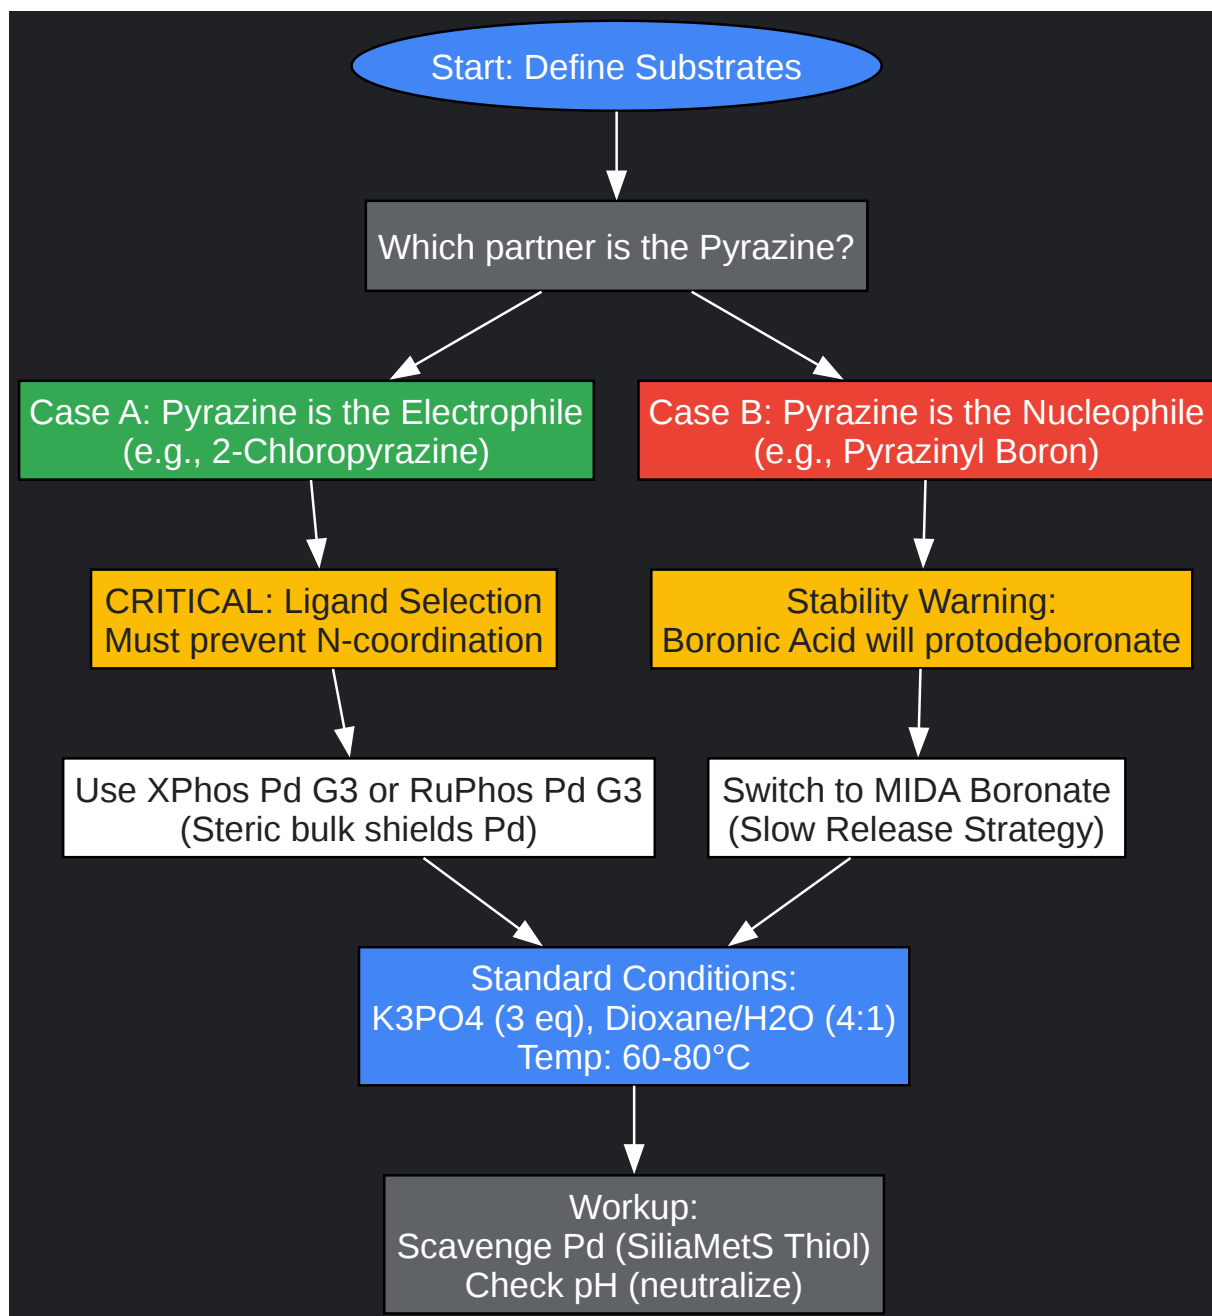 Start: Define Substrates
Which partner is the Pyrazine?
Case A: Pyrazine is the Electrophile
(e.g., 2-Chloropyrazine)
Case B: Pyrazine is the Nucleophile
(e.g., Pyrazinyl Boron)
CRITICAL: Ligand Selection
Must prevent N-coordination
Stability Warning:
Boronic Acid will protodeboronate
Use XPhos Pd G3 or RuPhos Pd G3
(Steric bulk shields Pd)
Switch to MIDA Boronate
(Slow Release Strategy)
Standard Conditions:
K3PO4 (3 eq), Dioxane/H2O (4:1)
Temp: 60-80°C
Workup:
Scavenge Pd (SiliaMetS Thiol)
Check pH (neutralize)